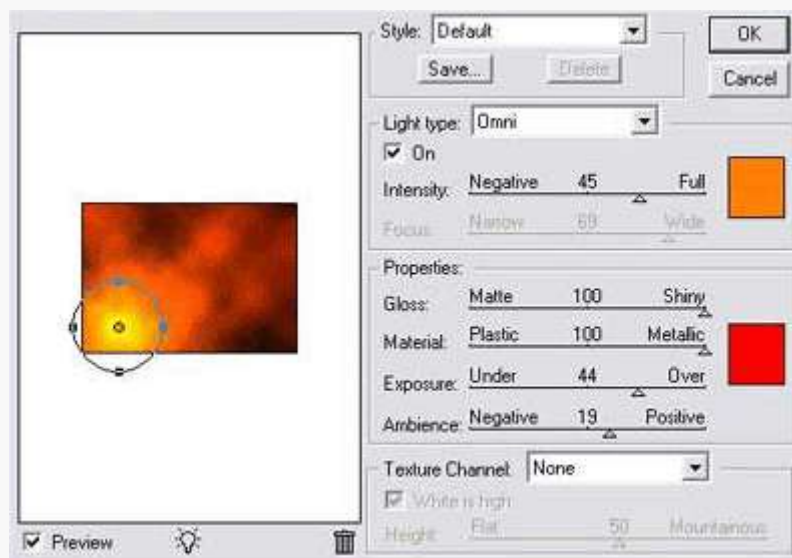 Style: Default
OK
Save... Delete
Cancel
Light type: Omni
On
Intensity: Negative 45 Full
Focus: Narrow 69 Wide
Properties:
Gloss: Matte 100 Shiny
Material: Plastic 100 Metallic
Exposure: Under 44 Over
Ambience: Negative 19 Positive
Texture Channel: None
White is high
Height: Flat 50 Mountainous
Preview